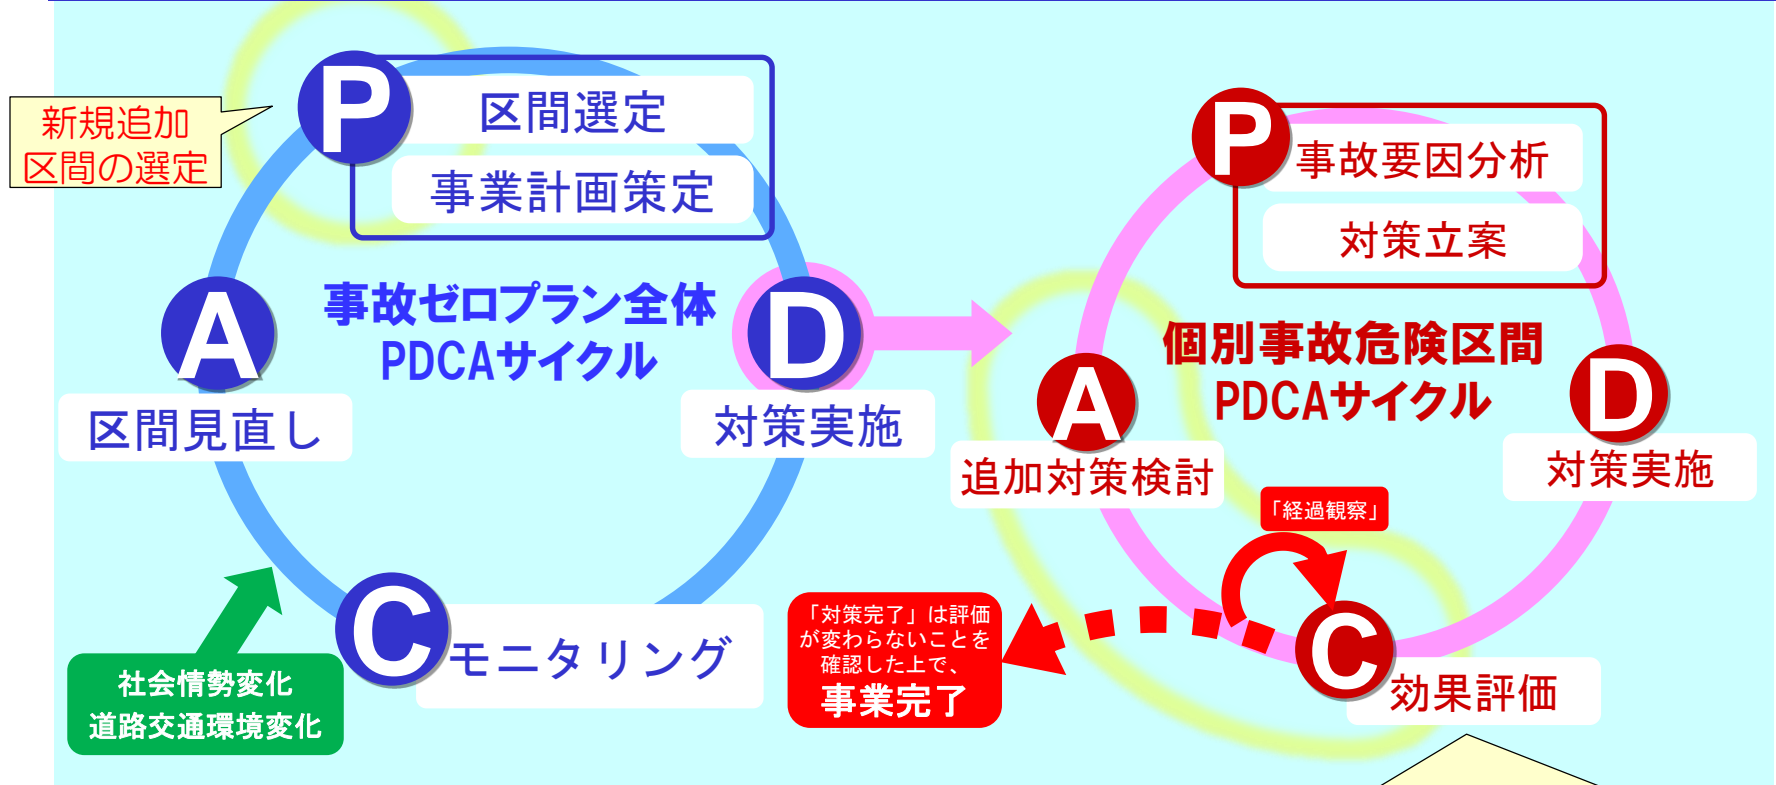 新規追加
区間の選定
P
区間選定
事業計画策定
A
区間見直し
事故ゼロプラン全体
PDCAサイクル
D
対策実施
C
モニタリング
社会情勢変化
道路交通環境変化
P
事故要因分析
対策立案
個別事故危険区間
PDCAサイクル
A
追加対策検討
D
対策実施
「経過観察」
「対策完了」は評価
が変わらないことを
確認した上で、
事業完了
C
効果評価